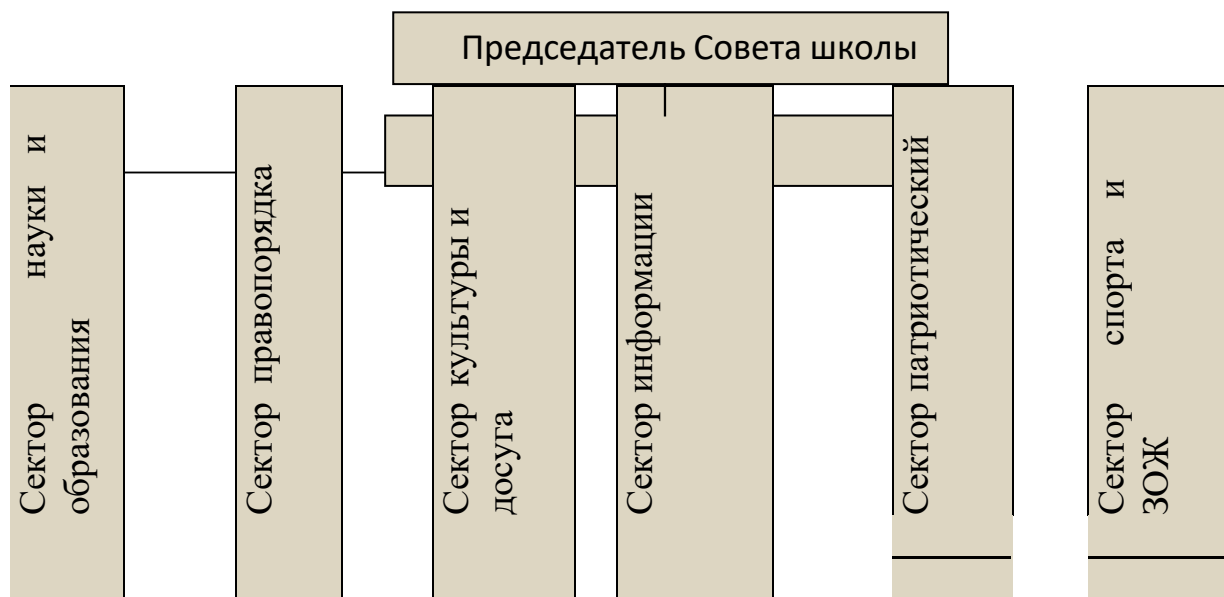 Председатель Совета школы
Сектор науки и
образования
Сектор правопорядка
Сектор культуры и
досуга
Сектор информации
Сектор патриотический
Сектор спорта и
ЗОЖ